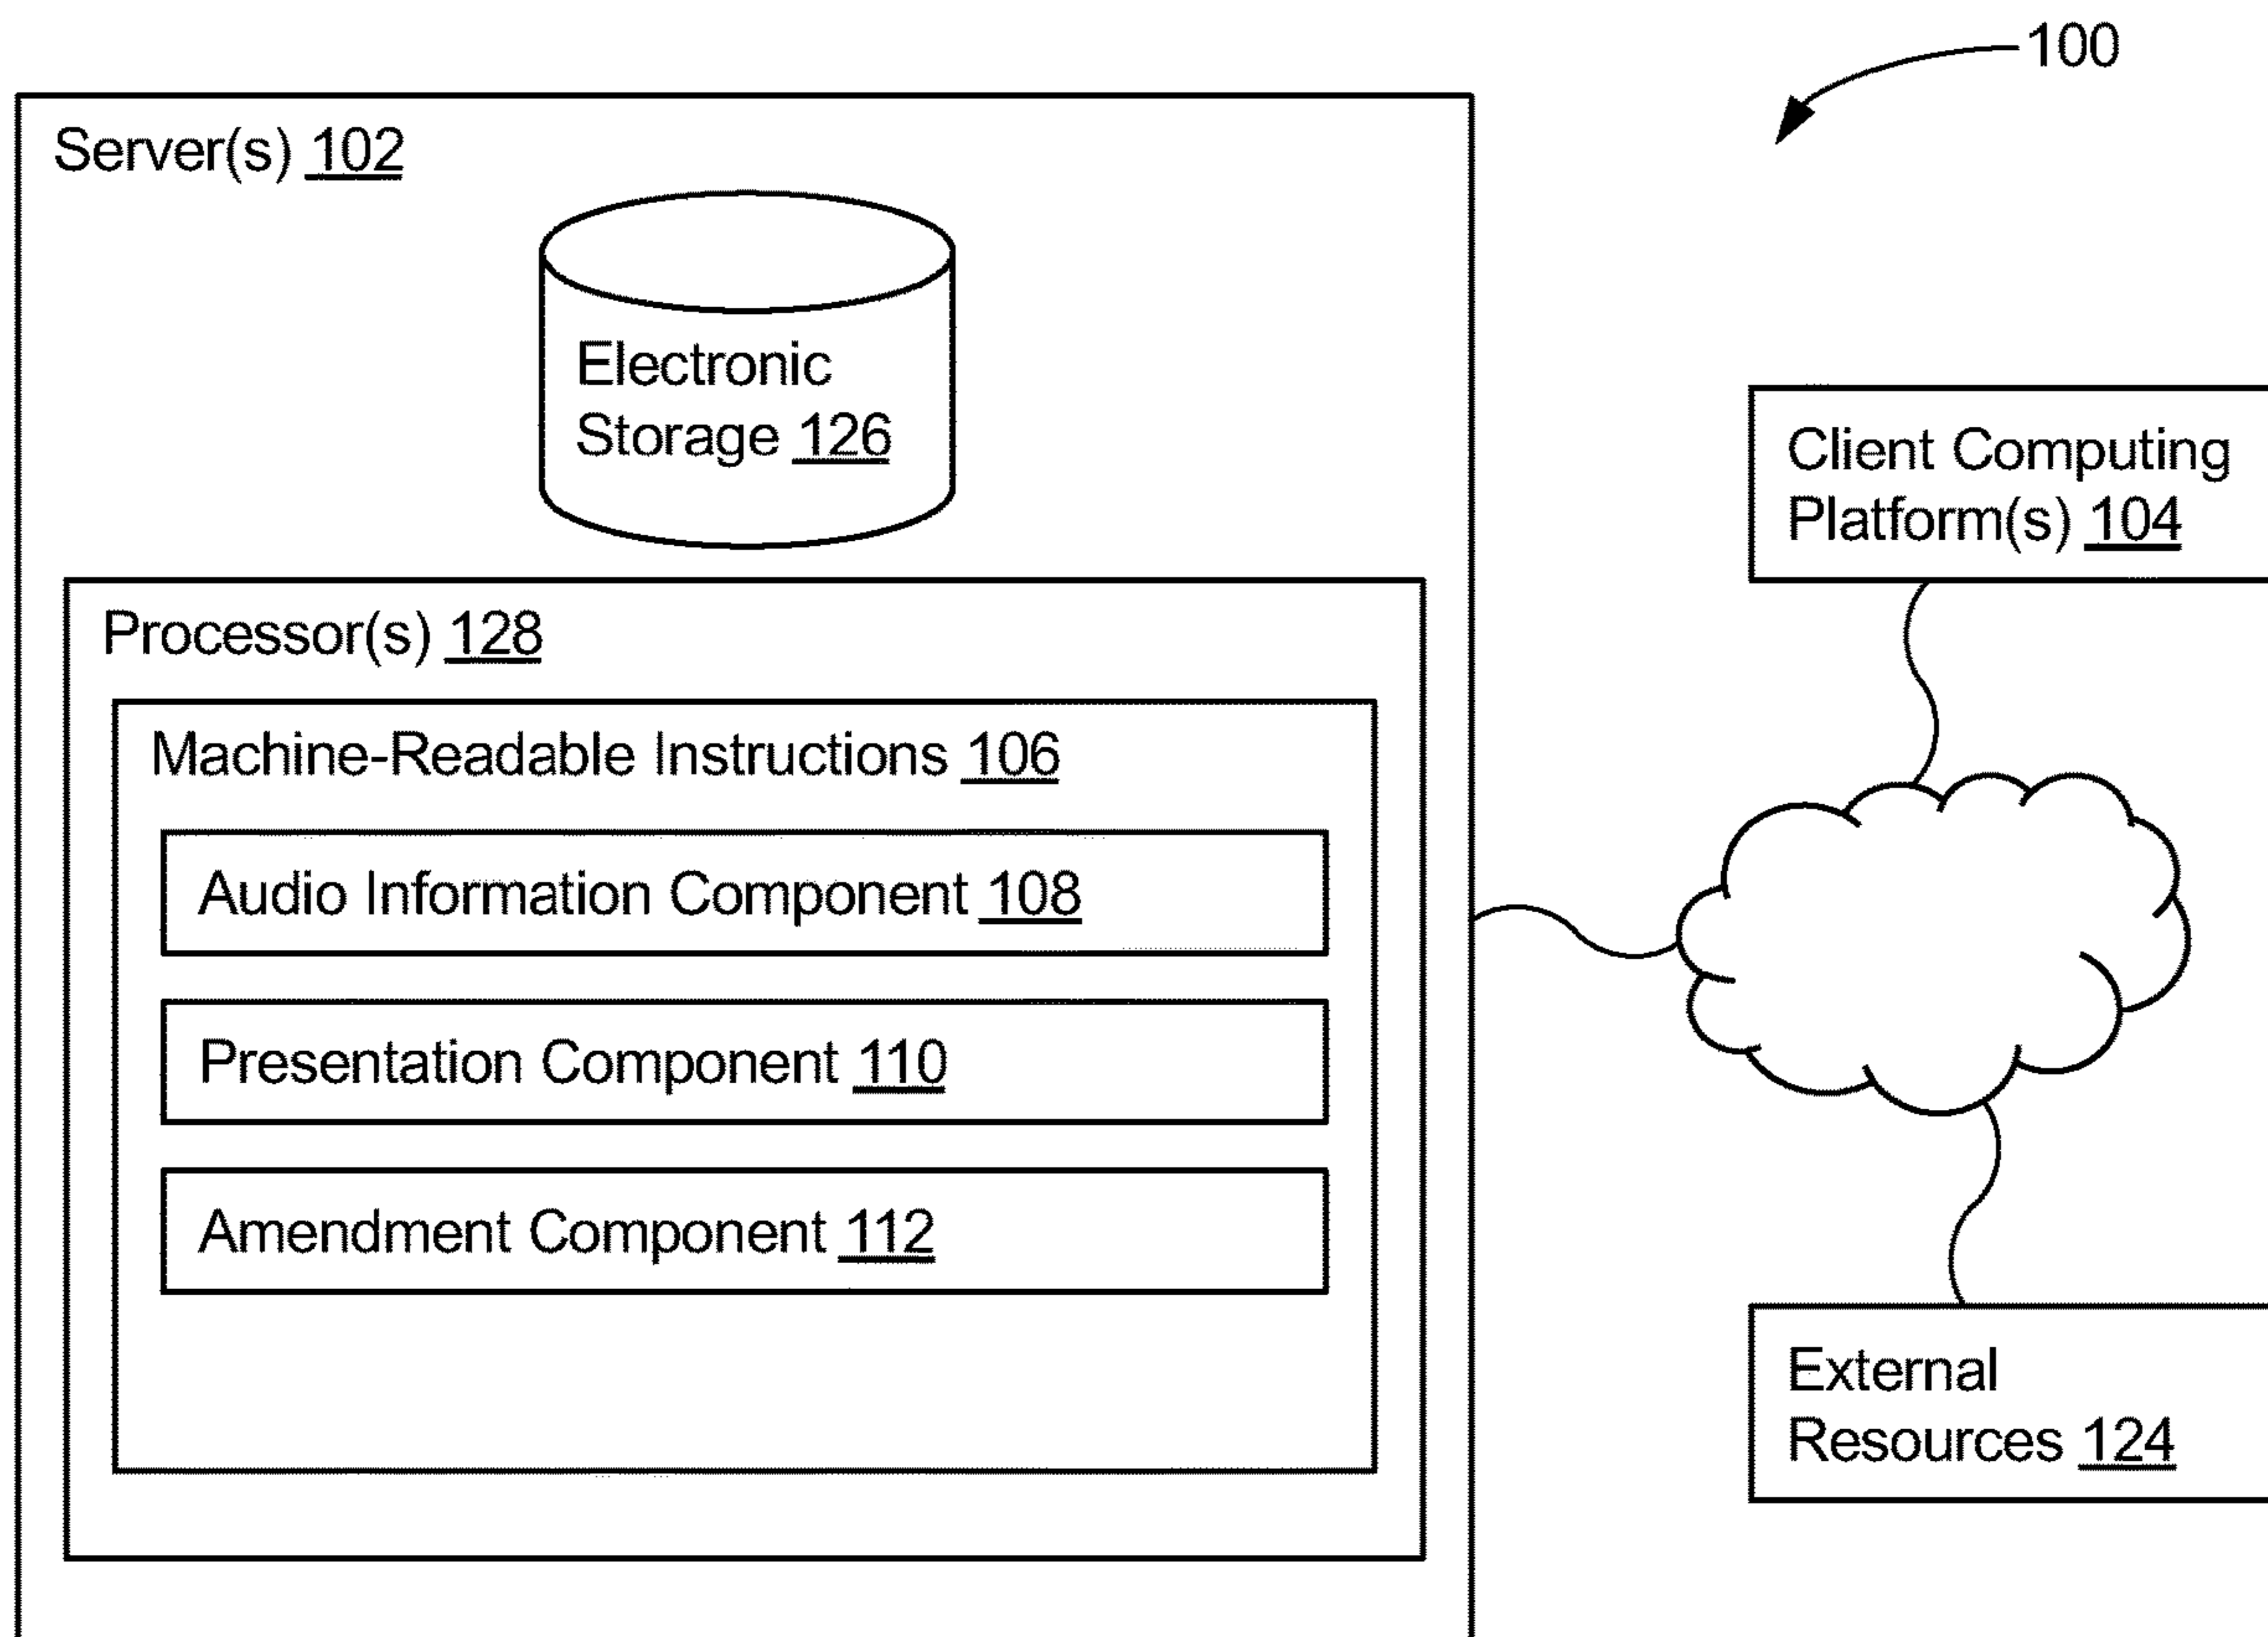 100
Server(s) 102
Electronic
Storage 126
Client Computing
Platform(s) 104
Processor(s) 128
Machine-Readable Instructions 106
Audio Information Component 108
Presentation Component 110
Amendment Component 112
External
Resources 124